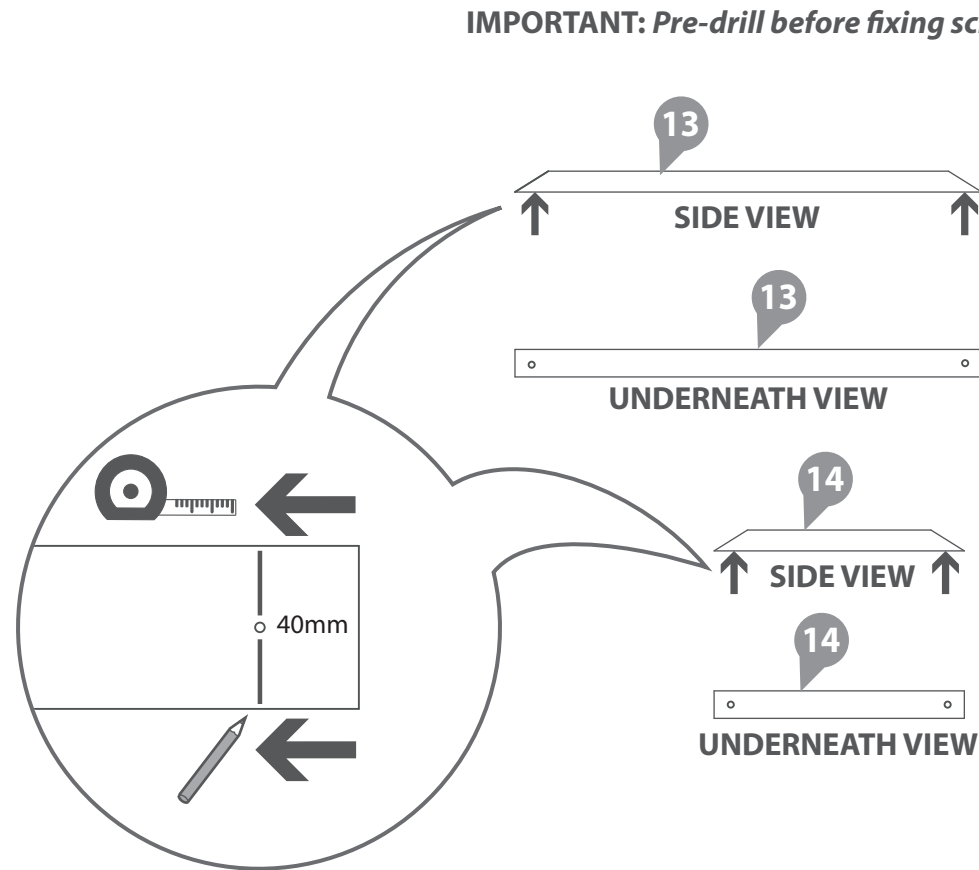 IMPORTANT: Pre-drill before fixing
13
SIDE VIEW
13
UNDERNEATH VIEW
14
SIDE VIEW
40mm
14
UNDERNEATH VIEW